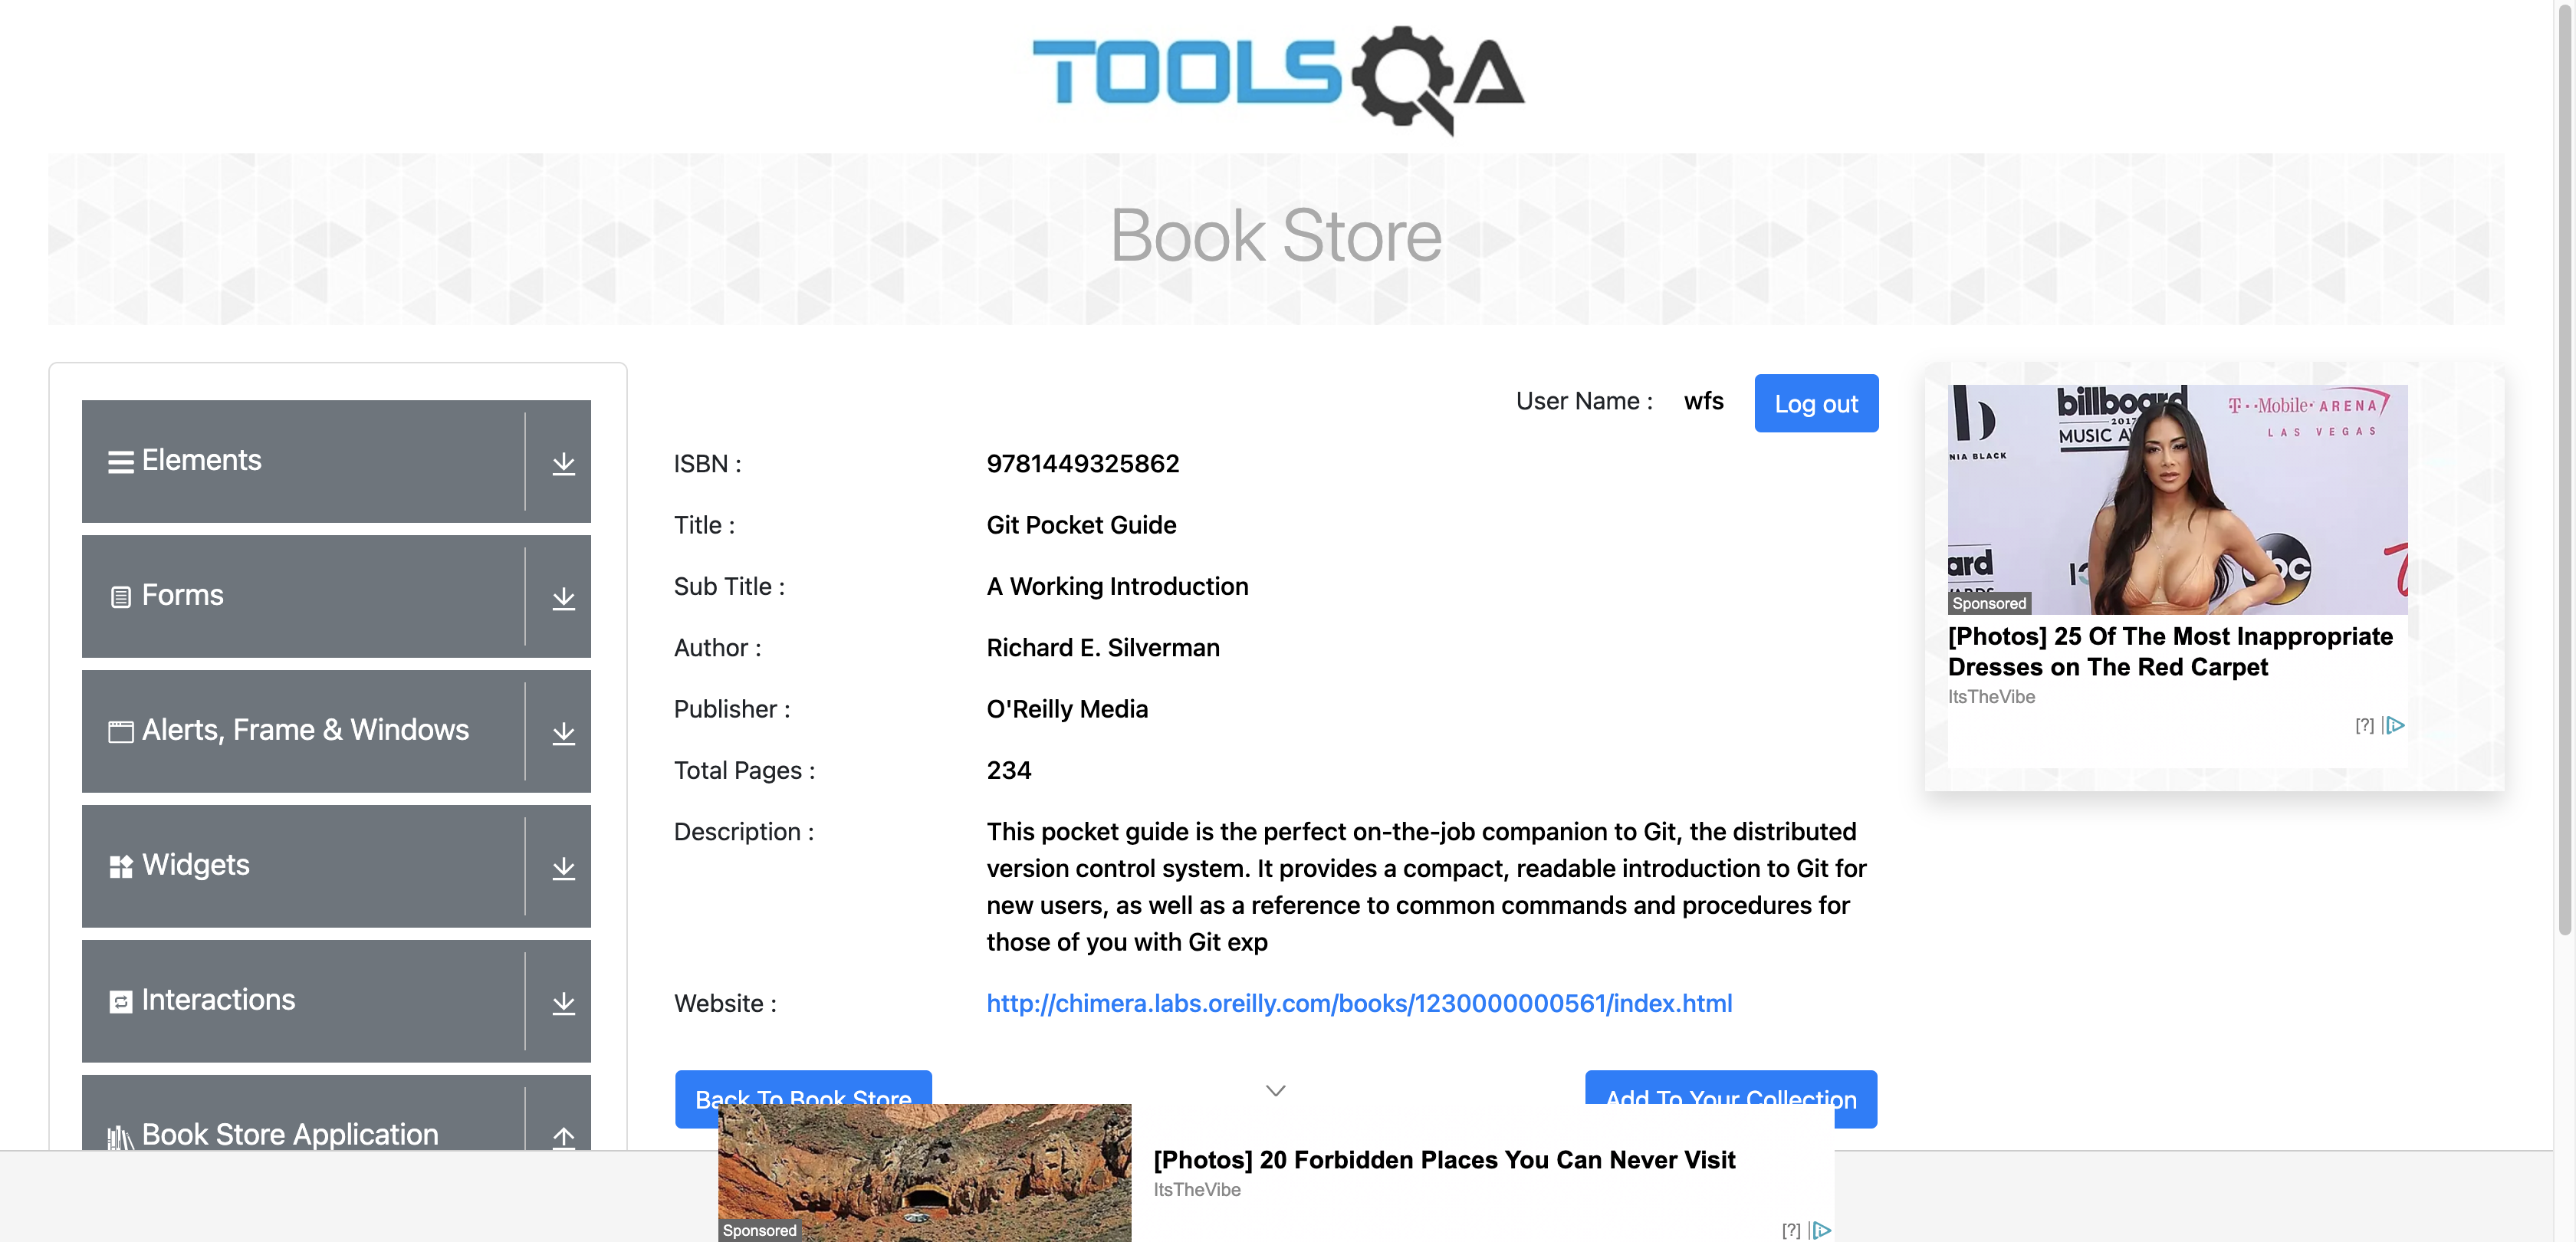 TOOLSQA
Book Store
Elements
Forms
Alerts, Frame & Windows
Widgets
Interactions
Book Store Application
User Name : wfs Log out
ISBN : 9781449325862
Title : Git Pocket Guide
Sub Title : A Working Introduction
Author : Richard E. Silverman
Publisher : O'Reilly Media
Total Pages : 234
Description : This pocket guide is the perfect on-the-job companion to Git, the distributed
version control system. It provides a compact, readable introduction to Git for
new users, as well as a reference to common commands and procedures for
those of you with Git exp
Website : http://chimera.labs.oreilly.com/books/1230000000561/index.html
Back To Book Store Add To Your Collection
NIA BLACK
billboard
2017
MUSIC A
T··Mobile· ARENA
LAS VEGAS
ard
abc
Sponsored
[Photos] 25 Of The Most Inappropriate
Dresses on The Red Carpet
ItsTheVibe
[?]
[Photos] 20 Forbidden Places You Can Never Visit
ItsTheVibe
Sponsored
[?]